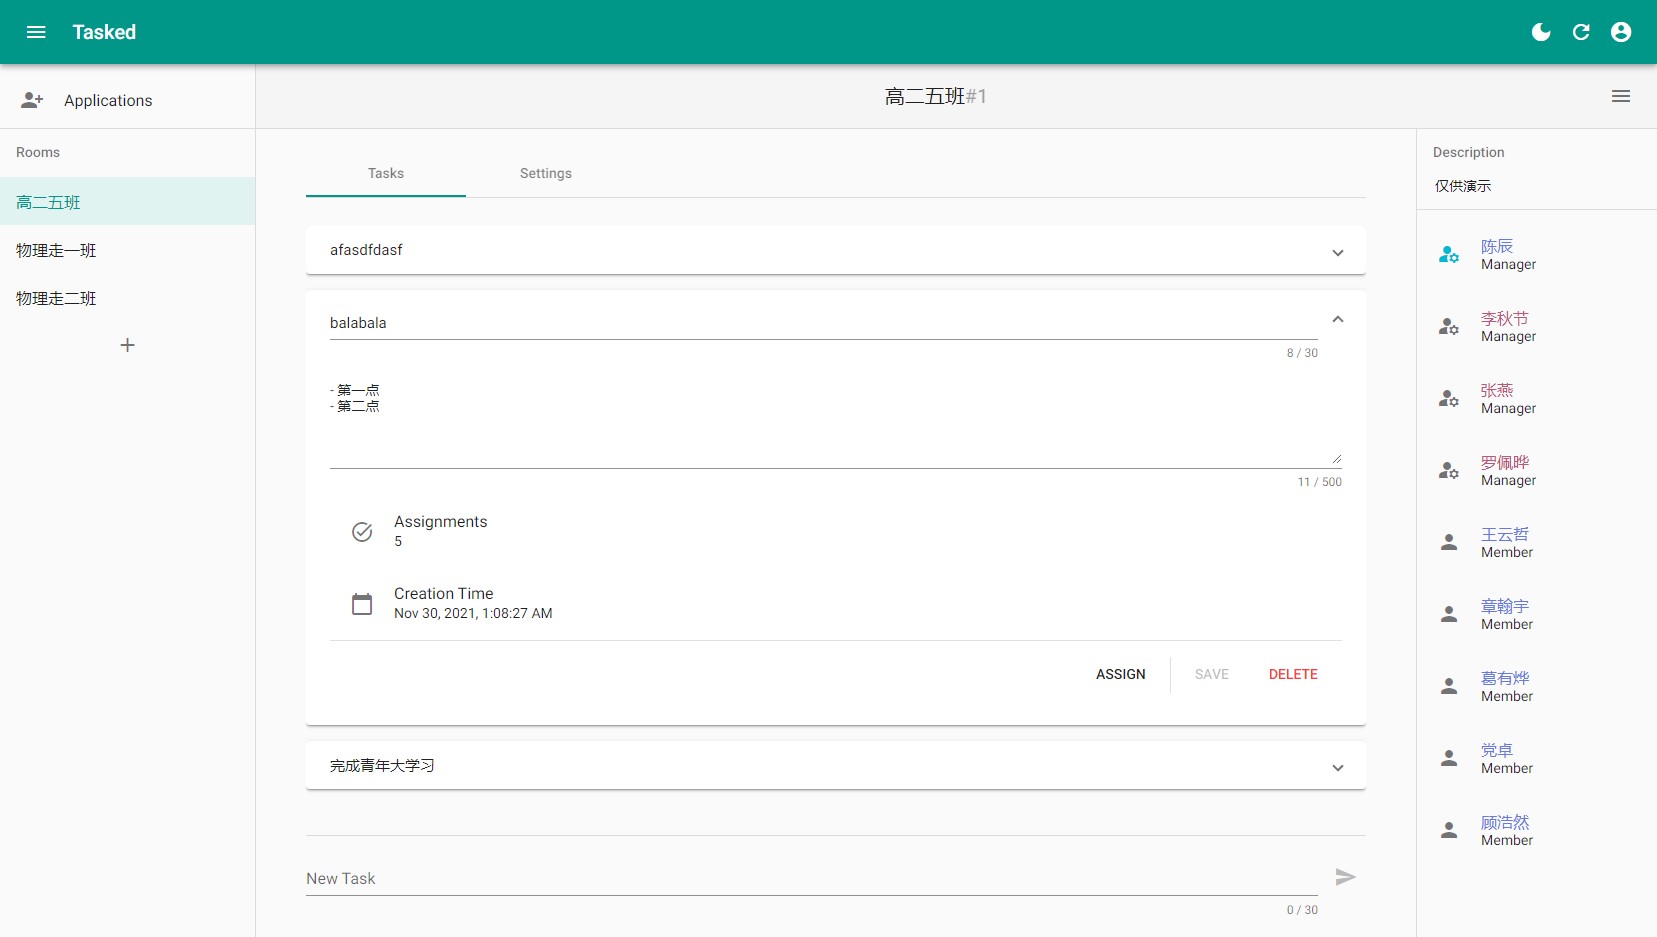 Tasked
Applications
高二五班#1
Rooms
高二五班
物理走一班
物理走二班
Tasks
Settings
afasdfdasf
balabala
8 / 30
- 第一点
- 第二点
11 / 500
Assignments
5
Creation Time
Nov 30, 2021, 1:08:27 AM
ASSIGN
SAVE
DELETE
完成青年大学习
New Task
0 / 30
Description
仅供演示
陈辰
Manager
李秋节
Manager
张燕
Manager
罗佩晔
Manager
王云哲
Member
章翰宇
Member
葛有烨
Member
党卓
Member
顾浩然
Member